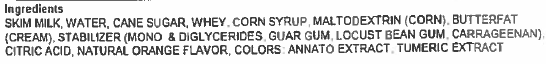 Ingredients
SKIM MILK, WATER, CANE SUGAR, WHEY, CORN SYRUP, MALTODEXTRIN (CORN), BUTTERFAT
(CREAM), STABILIZER (MONO & DIGLYCERIDES, GUAR GUM, LOCUST BEAN GUM, CARRAGEENAN),
CITRIC ACID, NATURAL ORANGE FLAVOR, COLORS: ANNATO EXTRACT, TUMERIC EXTRACT